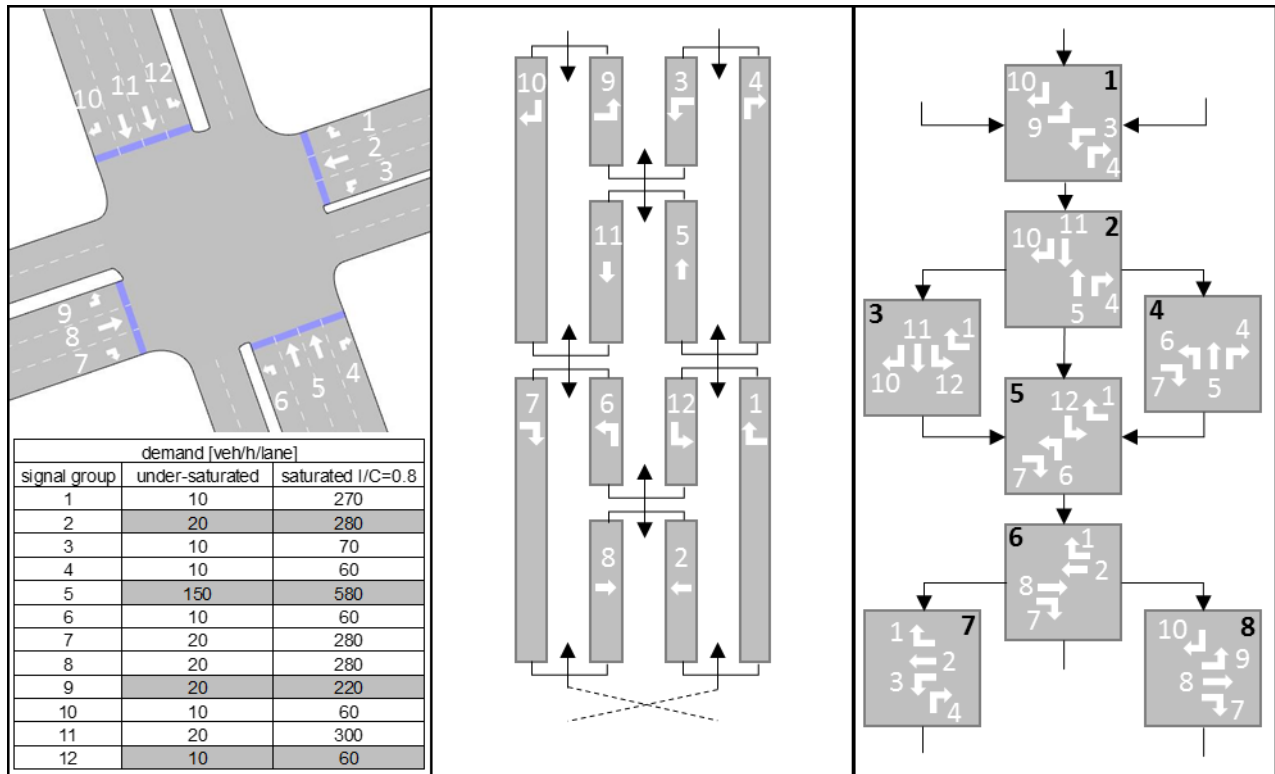 10 11 12
1
2
3
9
8
7
6 5 4
demand [veh/h/lane]
signal group under-saturated saturated I/C=0.8
1 10 270
2 20 280
3 10 70
4 10 60
5 150 580
6 10 60
7 20 280
8 20 280
9 20 220
10 10 60
11 20 300
12 10 60
10 9 3 4
11 5
7 6 12 1
8 2
10 1
9 3
4
11 2
10
5 4
3 11 1
10 12
4
6 4
7 5
5 12 1
7 6
6 1
8 2
7
7
1
2
3
4
8
10
9
8
7